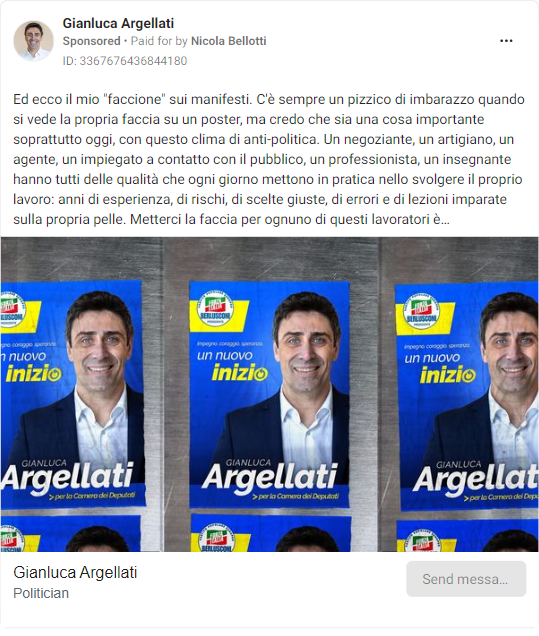 Gianluca Argellati
Sponsored • Paid for by Nicola Bellotti
ID: 3367676436844180
Ed ecco il mio "faccione" sui manifesti. C'è sempre un pizzico di imbarazzo quando
si vede la propria faccia su un poster, ma credo che sia una cosa importante
soprattutto oggi, con questo clima di anti-politica. Un negoziante, un artigiano, un
agente, un impiegato a contatto con il pubblico, un professionista, un insegnante
hanno tutti delle qualità che ogni giorno mettono in pratica nello svolgere il proprio
lavoro: anni di esperienza, di rischi, di scelte giuste, di errori e di lezioni imparate
sulla propria pelle. Metterci la faccia per ognuno di questi lavoratori è…
FORZA ITALIA
BERLUSCONI
PRESIDENTE
coraggio, speranza,
un nuovo
inizio
GIANLUCA
Argellati
>per la Camera dei Deputati
FORZA ITALIA
BERLUSCONI
PRESIDENTE
Impegno, coraggio, speranza,
un nuovo
inizio
GIANLUCA
Argellati
>per la Camera dei Deputati
FORZA ITALIA
BERLUSCONI
PRESIDENTE
Impegno, coraggio, speranza,
un nuovo
inizio
GIANLUCA
Argellati
>per la Camera dei Deputati
BERLUSCONI
BERLUSCONI
BERLUSCONI
Gianluca Argellati
Politician
Send messa…